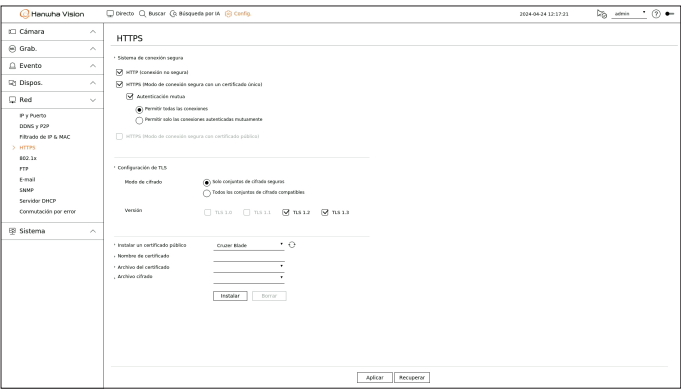 Hanwha Vision
Directo Buscar Búsqueda por IA Config.
2024-04-24 12:17:21
admin
Cámara
Grab.
Evento
Dispos.
Red
IP y Puerto
DDNS y P2P
Filtrado de IP & MAC
HTTPS
802.1x
FTP
E-mail
SNMP
Servidor DHCP
Conmutación por error
Sistema
HTTPS
Sistema de conexión segura
HTTP (conexión no segura)
HTTPS (Modo de conexión segura con un certificado único)
Autenticación mutua
Permitir todas las conexiones
Permitir solo las conexiones autenticadas mutuamente
HTTPS (Modo de conexión segura con certificado público)
Configuración de TLS
Modo de cifrado
Solo conjuntos de cifrado seguros
Todos los conjuntos de cifrado compatibles
Versión
TLS 1.0 TLS 1.1 TLS 1.2 TLS 1.3
Instalar un certificado público Cruzer Blade
Nombre de certificado
Archivo del certificado
Archivo cifrado
Instalar Borrar
Aplicar Recuperar